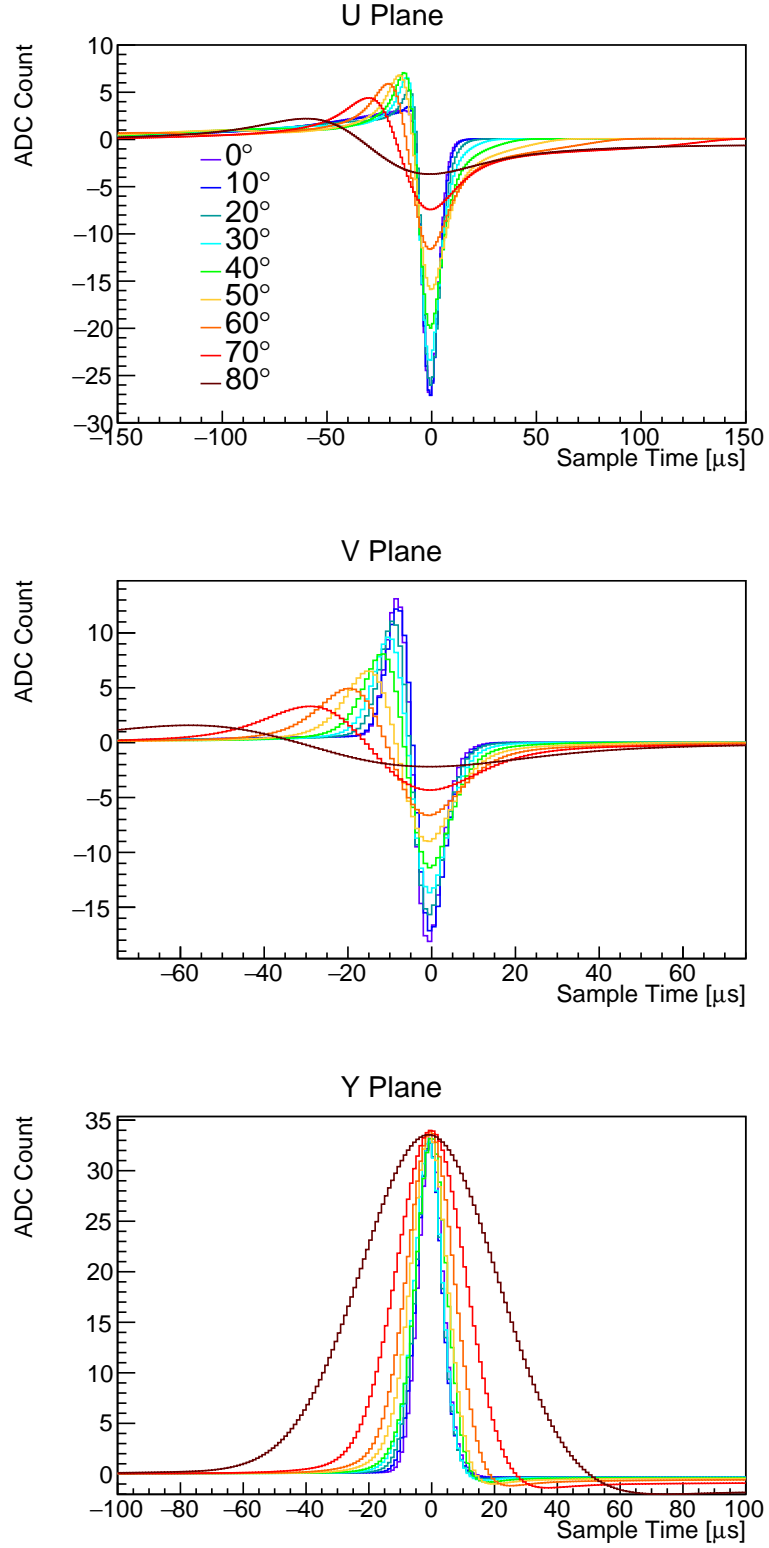 U Plane
ADC Count
10
5
0
−5
−10
−15
−20
−25
−30
0°
10°
20°
30°
40°
50°
60°
70°
80°
−150 −100 −50 0 50 100 150
Sample Time [μs]
V Plane
ADC Count
10
5
0
−5
−10
−15
−60 −40 −20 0 20 40 60
Sample Time [μs]
Y Plane
ADC Count
35
30
25
20
15
10
5
0
−100 −80 −60 −40 −20 0 20 40 60 80 100
Sample Time [μs]